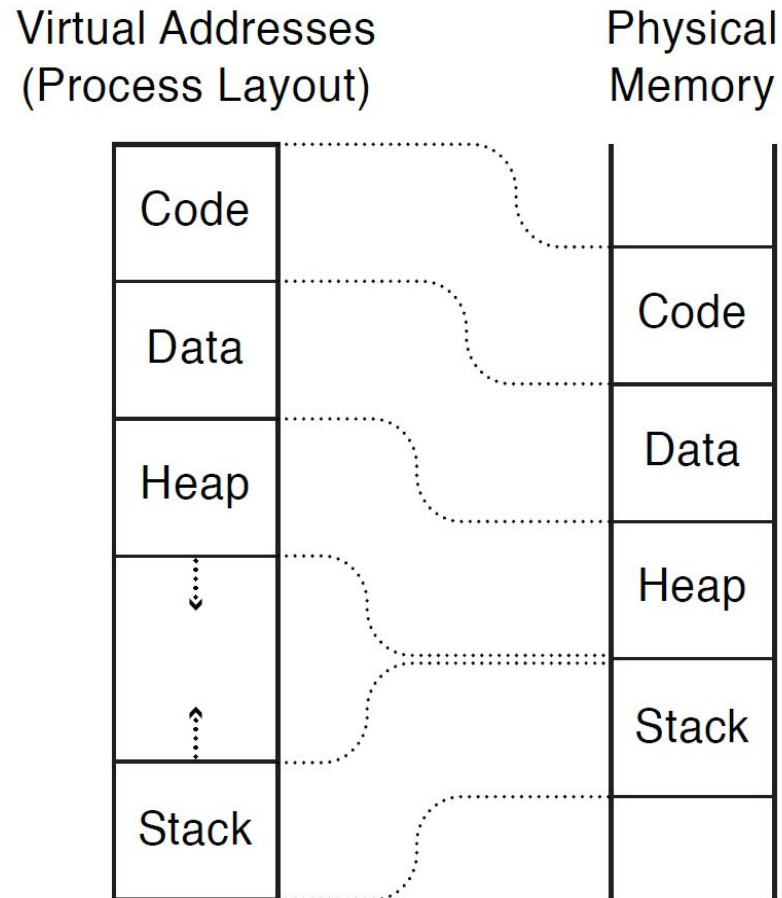 Virtual Addresses
(Process Layout)
Physical
Memory
Code
Data
Heap
Stack
Code
Data
Heap
Stack